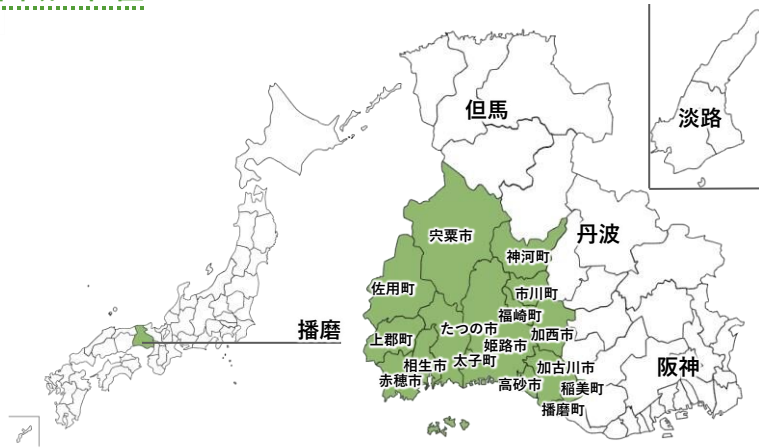 但馬
淡路
丹波
宍粟市
神河町
佐用町
市川町
福崎町
播磨
上郡町
たつの市
加西市
姫路市
相生市
太子町
加古川市
阪神
赤穂市
高砂市
稲美町
播磨町